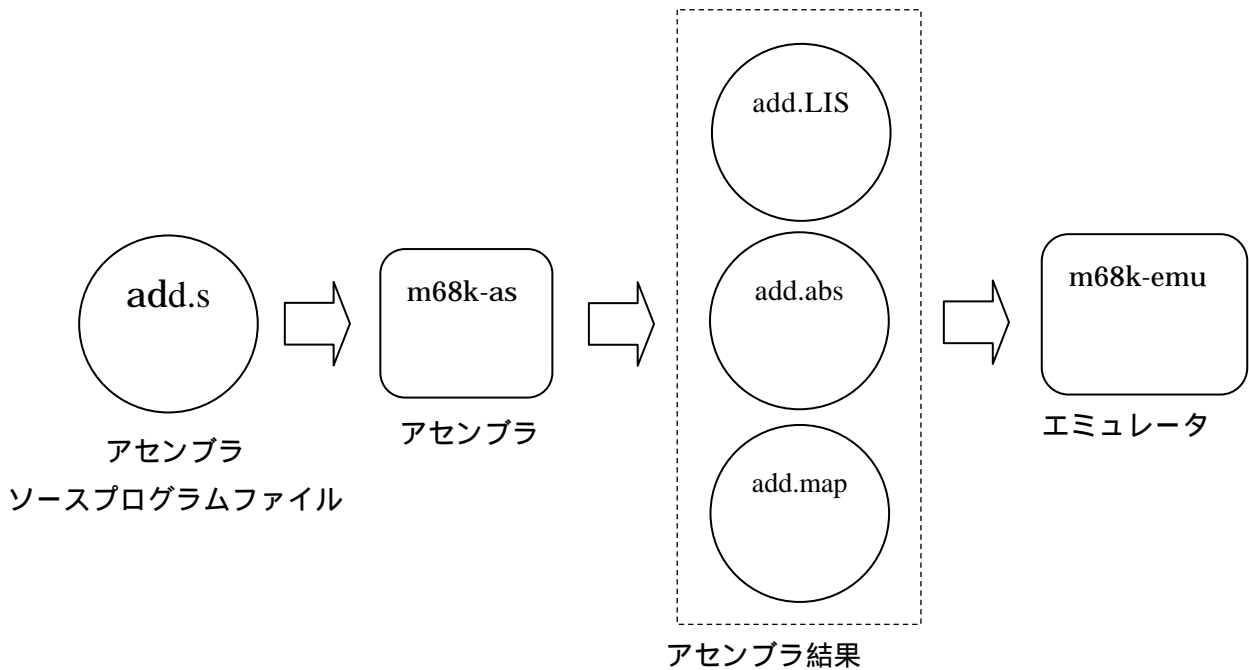 add.s
アセンブラ
ソースプログラムファイル
m68k-as
アセンブラ
add.LIS
add.abs
add.map
アセンブラ結果
m68k-emu
エミュレータ